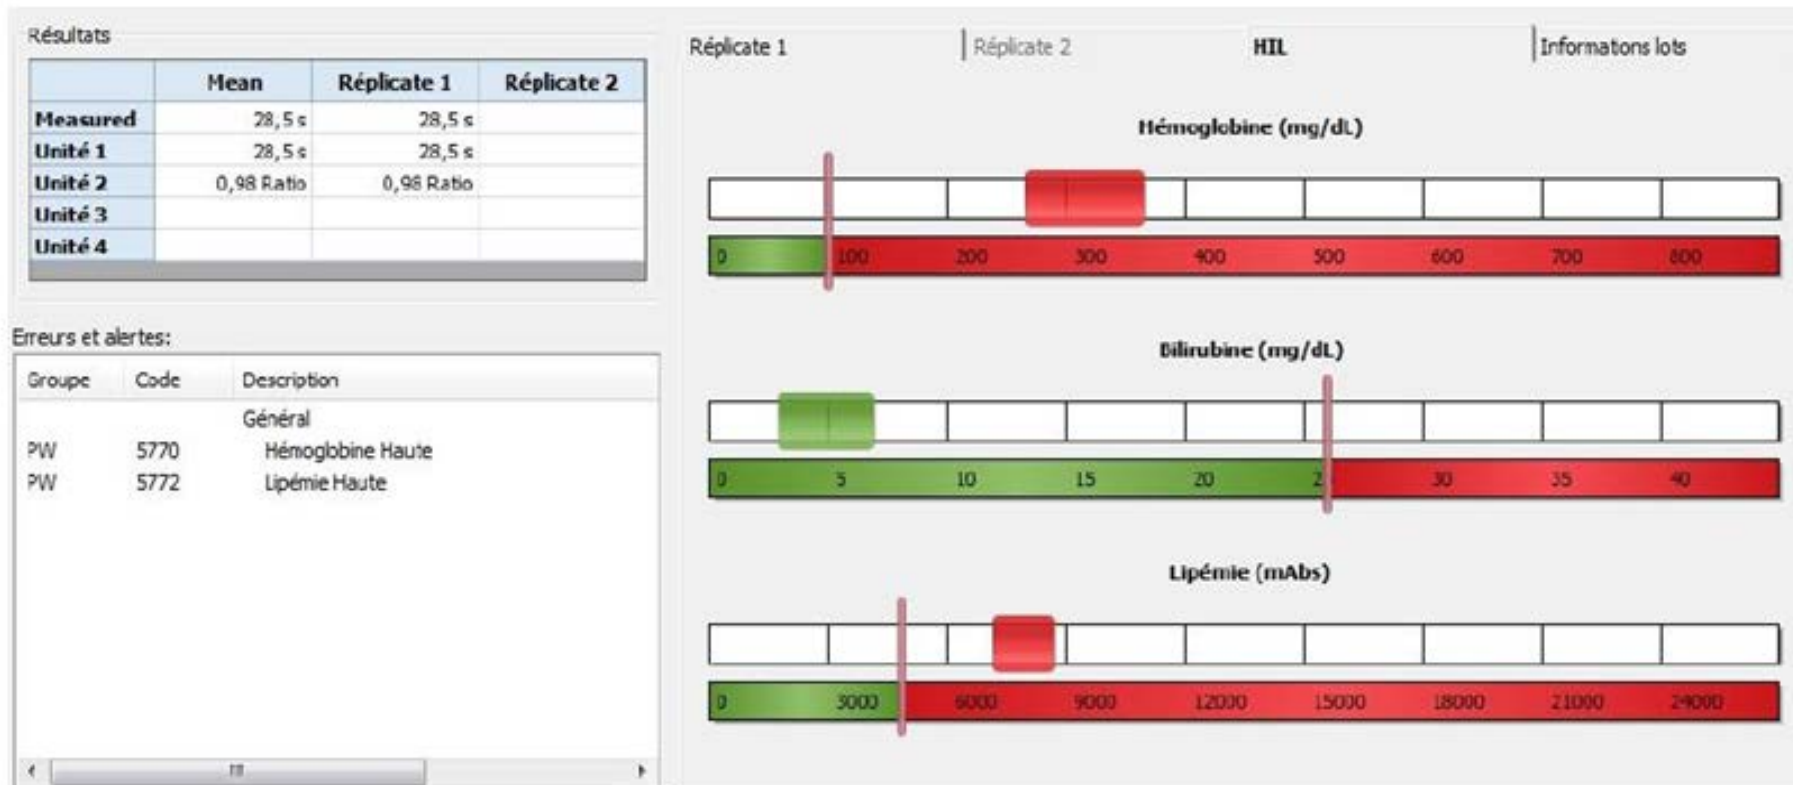 Résultats
Mean Réplicate 1 Réplicate 2
Measured 28,5 s 28,5 s
Unité 1 28,5 s 28,5 s
Unité 2 0,98 Ratio 0,98 Ratio
Unité 3
Unité 4
Erreurs et alertes:
Groupe Code Description
Général
PW 5770 Hémoglobine Haute
PW 5772 Lipémie Haute
Réplicate 1 Réplicate 2 HIL Informations lots
Hémoglobine (mg/dL)
0 100 200 300 400 500 600 700 800
Bilirubine (mg/dL)
0 5 10 15 20 30 35 40
Lipémie (mAbs)
0 3000 6000 9000 12000 15000 18000 21000 24000